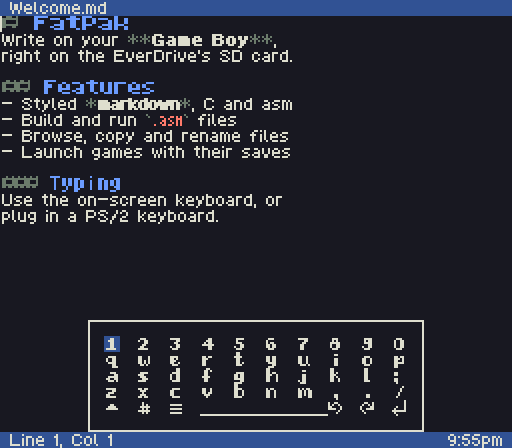 Welcome.md
# FatPak
Write on your **Game Boy**,
right on the EverDrive's SD card.
## Features
- Styled *markdown*, C and asm
- Build and run `.asm` files
- Browse, copy and rename files
- Launch games with their saves
### Typing
Use the on-screen keyboard, or
plug in a PS/2 keyboard.
1 2 3 4 5 6 7 8 9 0
q w e r t y u i o p
a s d f g h j k l ;
z x c v b n m , . /
#
Line 1, Col 1
9:55pm